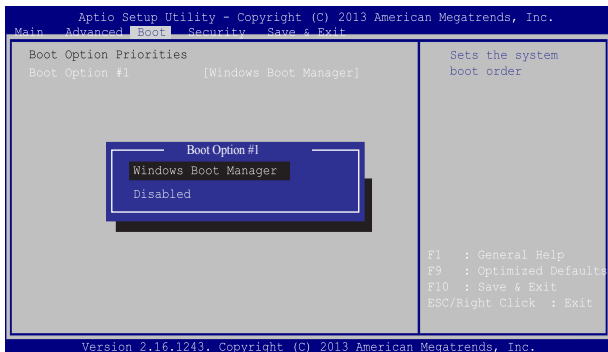 Aptio Setup Utility - Copyright (C) 2013 American Megatrends, Inc.
Main Advanced Boot Security Save & Exit
Boot Option Priorities
Boot Option #1 [Windows Boot Manager]
Sets the system
boot order
Boot Option #1
Windows Boot Manager
Disabled
F1 : General Help
F9 : Optimized Defaults
F10 : Save & Exit
ESC/Right Click : Exit
Version 2.16.1243. Copyright (C) 2013 American Megatrends, Inc.